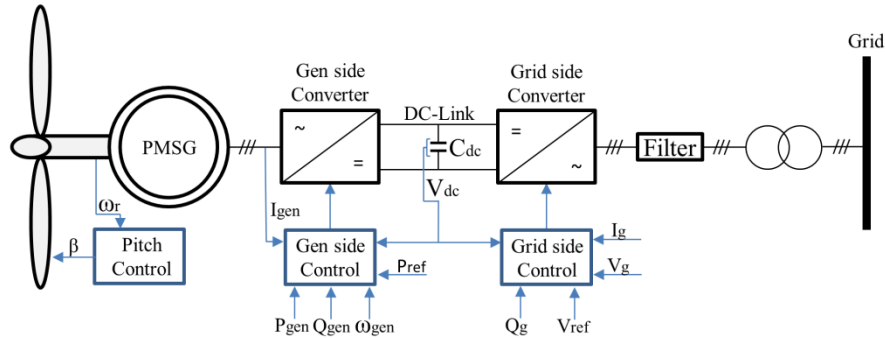 Grid
Gen side
Converter
Grid side
Converter
DC-Link
~
=
=
~
PMSG
Cdc
Filter
Vdc
ωr
Igen
β
Pitch
Control
Gen side
Control
Pref
Grid side
Control
Ig
Vg
Pgen
Qgen
ωgen
Qg
Vref